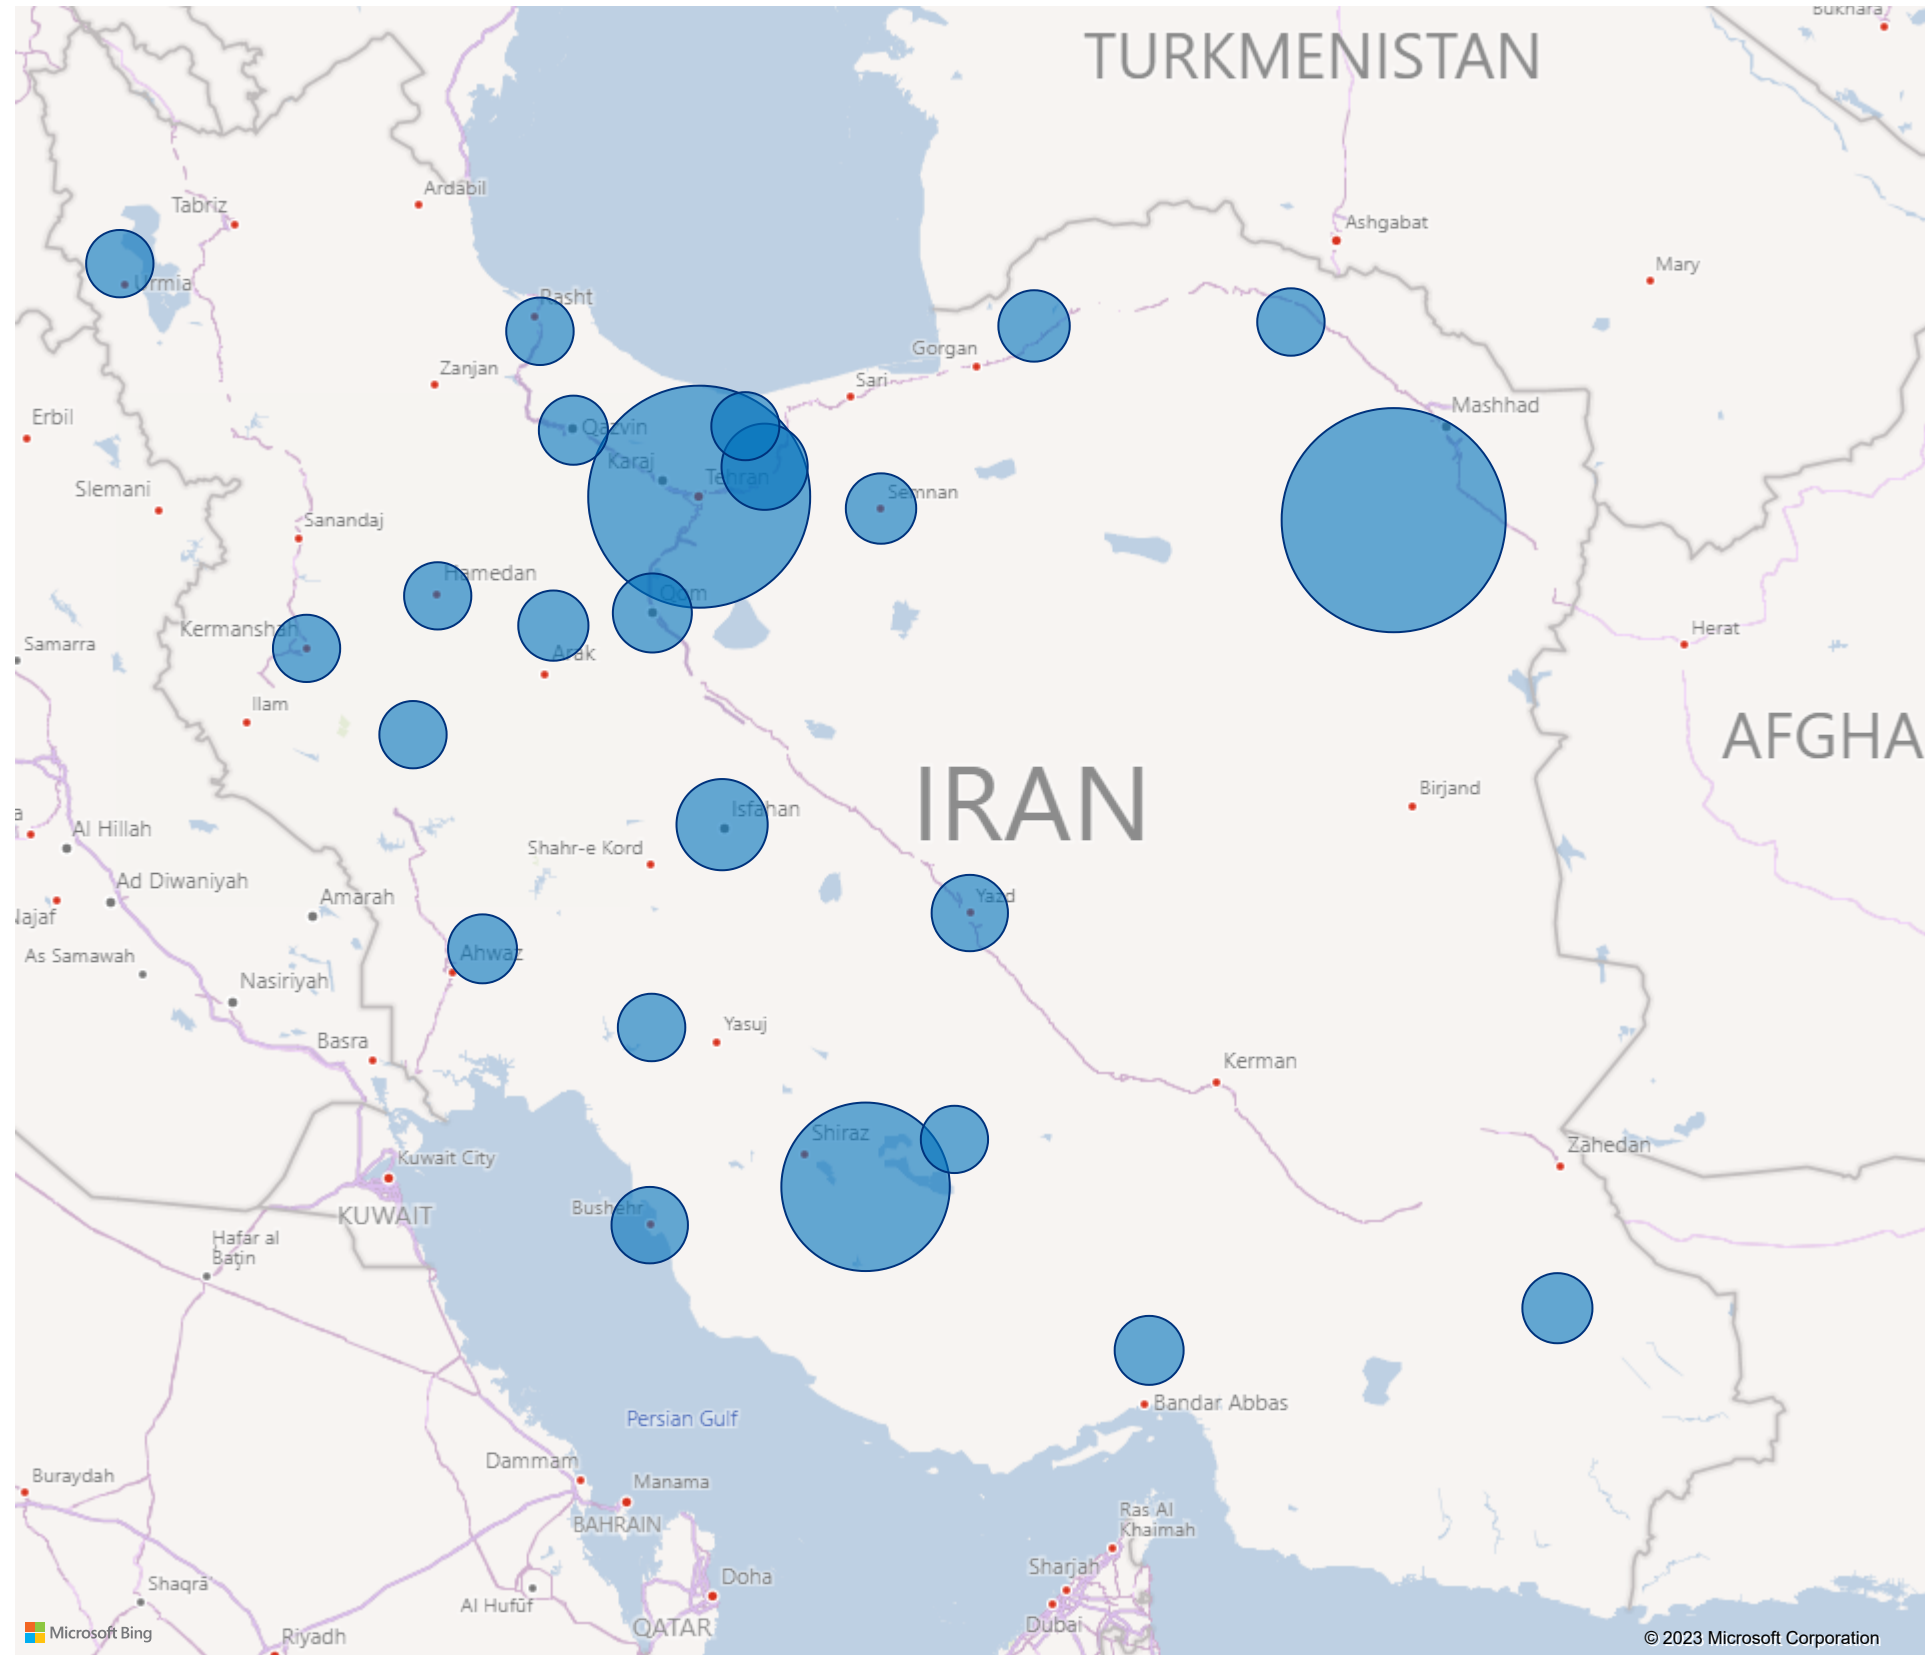 Bukhara
TURKMENISTAN
Ardabil
Tabriz
Ashgabat
Mary
Urmia
Rasht
Gorgan
Zanjan
Sari
Mashhad
Erbil
Qazvin
Karaj
Tehran
Slemani
Semnan
Sanandaj
Hamedan
Qom
Kermanshah
Herat
Samarra
Arak
Ilam
AFGHA
IRAN
Birjand
Isfahan
a
Al Hillah
Shahr-e Kord
Ad Diwaniyah
Amarah
Yazd
Najaf
As Samawah
Ahwaz
Nasiriyah
Yasuj
Basra
Kerman
Shiraz
Zahedan
Kuwait City
Bushehr
KUWAIT
Hafar al
Baţin
Bandar Abbas
Persian Gulf
Dammam
Buraydah
Manama
Ras Al
Khaimah
BAHRAIN
Sharjah
Doha
Shaqrā
Al Hufūf
Dubai
QATAR
Microsoft Bing
Riyadh
© 2023 Microsoft Corporation